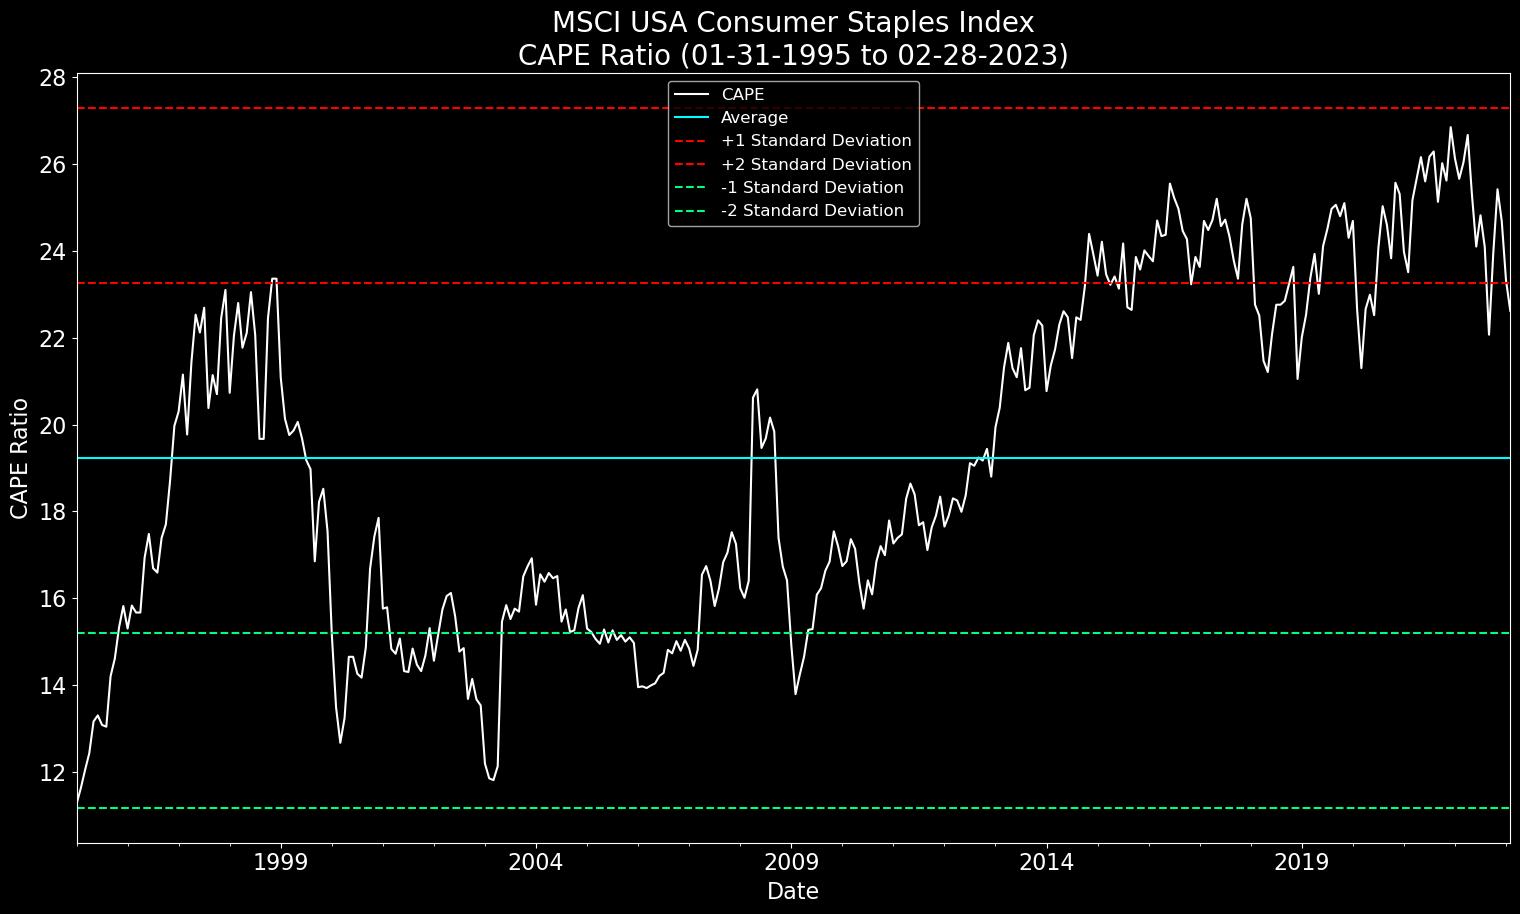 MSCI USA Consumer Staples Index
CAPE Ratio (01-31-1995 to 02-28-2023)
CAPE
Average
+1 Standard Deviation
+2 Standard Deviation
-1 Standard Deviation
-2 Standard Deviation
CAPE Ratio
28
26
24
22
20
18
16
14
12
1999 2004 2009 2014 2019
Date